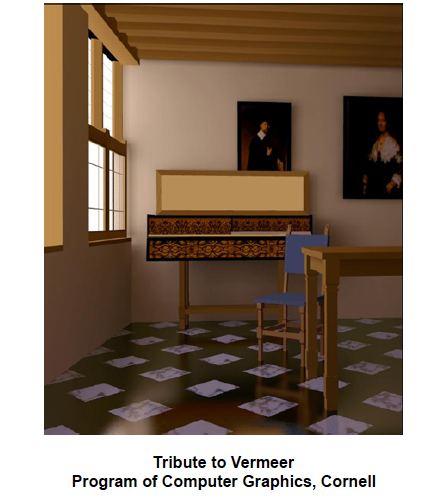 Tribute to Vermeer
Program of Computer Graphics, Cornell